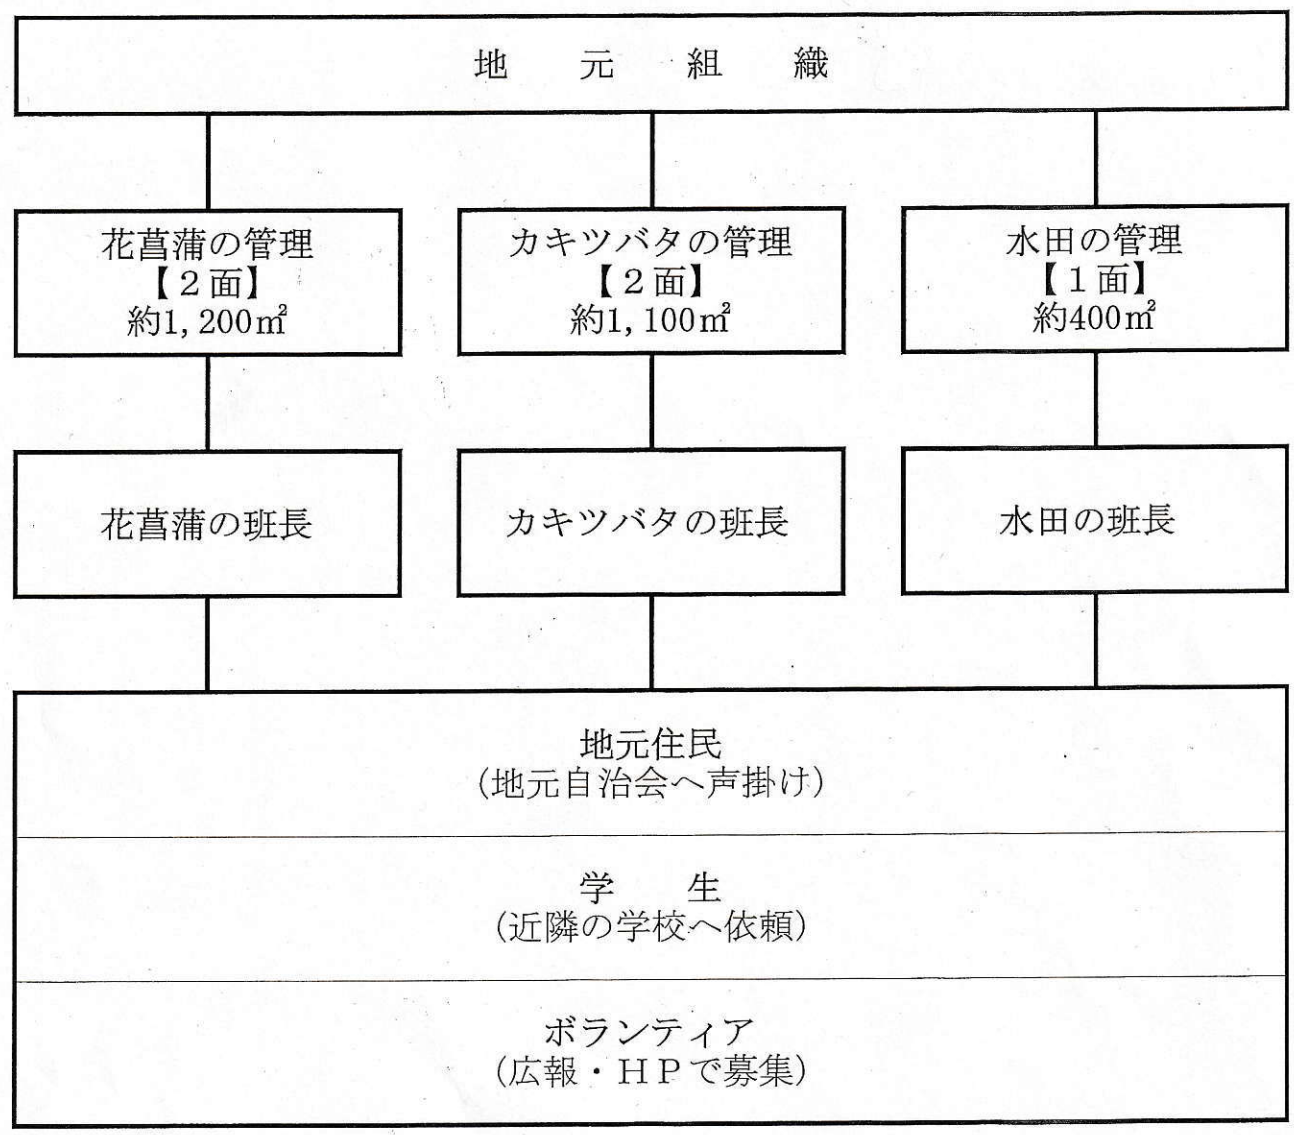 地元組織
花菖蒲の管理
【２面】
約1,200㎡
カキツバタの管理
【２面】
約1,100㎡
水田の管理
【１面】
約400㎡
花菖蒲の班長
カキツバタの班長
水田の班長
地元住民
(地元自治会へ声掛け)
学生
(近隣の学校へ依頼)
ボランティア
(広報・ＨＰで募集)